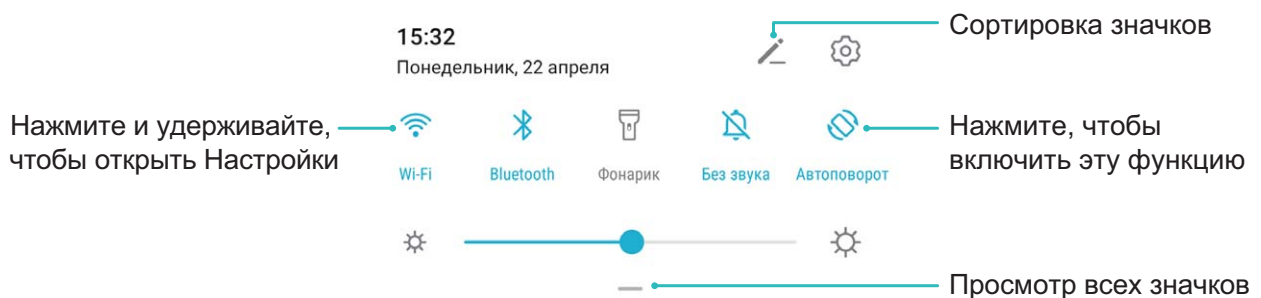 15:32
Понедельник, 22 апреля
Сортировка значков
Нажмите и удерживайте,
чтобы открыть Настройки
Wi-Fi
Bluetooth
Фонарик
Без звука
Автоповорот
Нажмите, чтобы
включить эту функцию
Просмотр всех значков